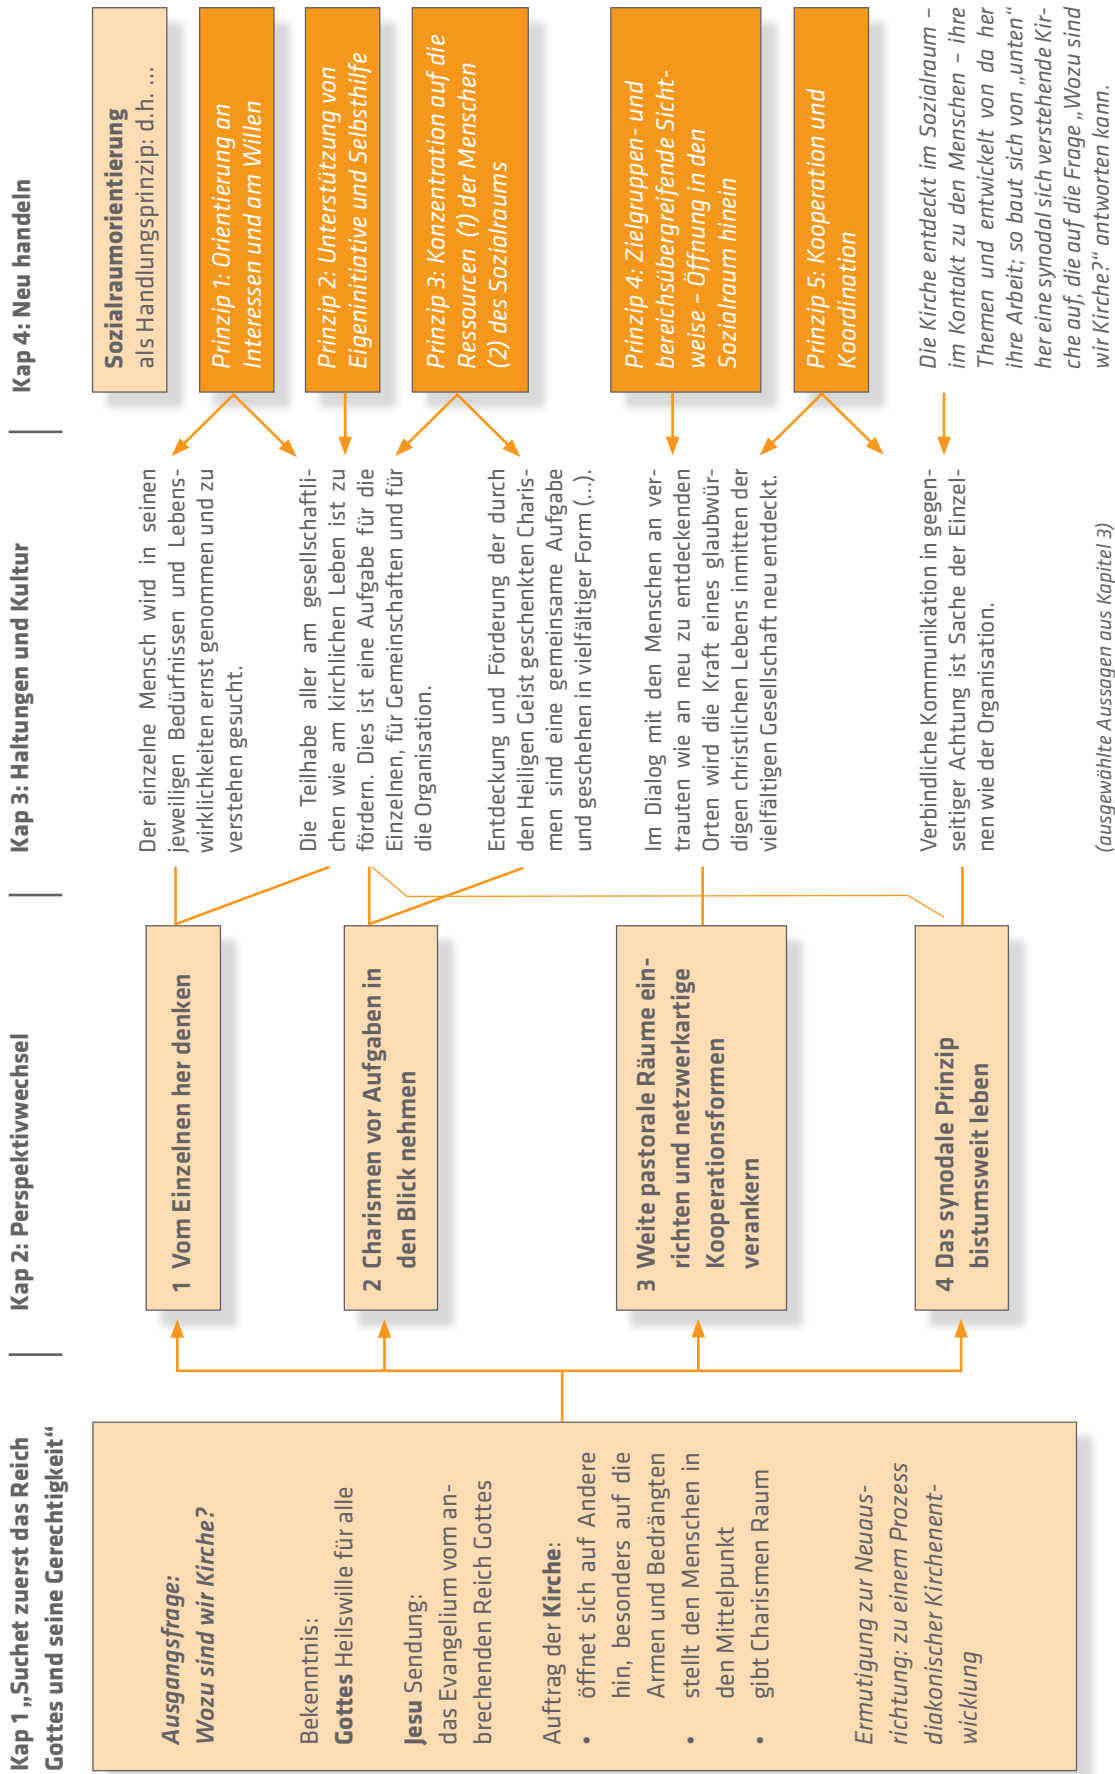 Kap 1 „Suchet zuerst das Reich
Gottes und seine Gerechtigkeit“
Ausgangsfrage:
Wozu sind wir Kirche?
Bekenntnis:
Gottes Heilswille für alle
Jesu Sendung:
das Evangelium vom an-
brechenden Reich Gottes
Auftrag der Kirche:
• öffnet sich auf Andere
hin, besonders auf die
Armen und Bedrängten
• stellt den Menschen in
den Mittelpunkt
• gibt Charismen Raum
Ermutigung zur Neuaus-
richtung: zu einem Prozess
diakonischer Kirchenent-
wicklung
Kap 2: Perspektivwechsel
1 Vom Einzelnen her denken
2 Charismen vor Aufgaben in
den Blick nehmen
3 Weite pastorale Räume ein-
richten und netzwerkartige
Kooperationsformen
verankern
4 Das synodale Prinzip
bistumsweit leben
Kap 3: Haltungen und Kultur
Der einzelne Mensch wird in seinen
jeweiligen Bedürfnissen und Lebens-
wirklichkeiten ernst genommen und zu
verstehen gesucht.
Die Teilhabe aller am gesellschaftli-
chen wie am kirchlichen Leben ist zu
fördern. Dies ist eine Aufgabe für die
Einzelnen, für Gemeinschaften und für
die Organisation.
Entdeckung und Förderung der durch
den Heiligen Geist geschenkten Charis-
men sind eine gemeinsame Aufgabe
und geschehen in vielfältiger Form (...).
Im Dialog mit den Menschen an ver-
trauten wie an neu zu entdeckenden
Orten wird die Kraft eines glaubwür-
digen christlichen Lebens inmitten der
vielfältigen Gesellschaft neu entdeckt.
Verbindliche Kommunikation in gegen-
seitiger Achtung ist Sache der Einzel-
nen wie der Organisation.
(ausgewählte Aussagen aus Kapitel 3)
Kap 4: Neu handeln
Sozialraumorientierung
als Handlungsprinzip: d.h. ...
Prinzip 1: Orientierung an
Interessen und am Willen
Prinzip 2: Unterstützung von
Eigeninitiative und Selbsthilfe
Prinzip 3: Konzentration auf die
Ressourcen (1) der Menschen
(2) des Sozialraums
Prinzip 4: Zielgruppen- und
bereichsübergreifende Sicht-
weise – Öffnung in den
Sozialraum hinein
Prinzip 5: Kooperation und
Koordination
Die Kirche entdeckt im Sozialraum –
im Kontakt zu den Menschen – ihre
Themen und entwickelt von da her
ihre Arbeit; so baut sich von „unten“
her eine synodal sich verstehende Kir-
che auf, die auf die Frage „Wozu sind
wir Kirche?“ antworten kann.